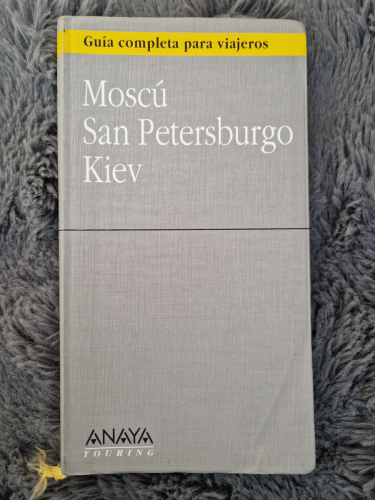 Guía completa para viajeros
Moscú
San Petersburgo
Kiev
ANAYA
TOURING